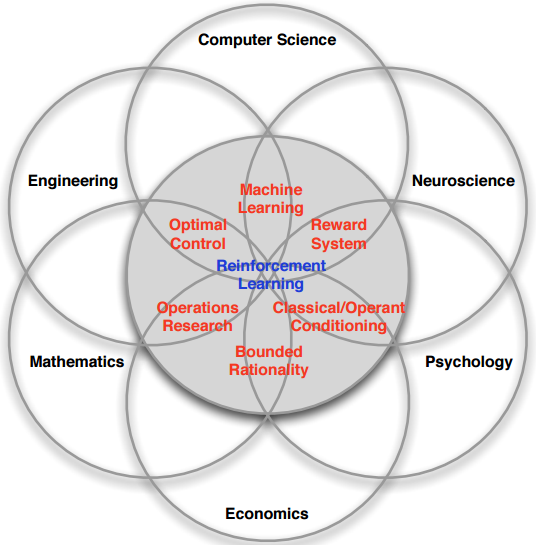 Computer Science
Engineering
Neuroscience
Machine
Learning
Optimal
Control
Reward
System
Reinforcement
Learning
Operations
Research
Classical/Operant
Conditioning
Bounded
Rationality
Mathematics
Psychology
Economics